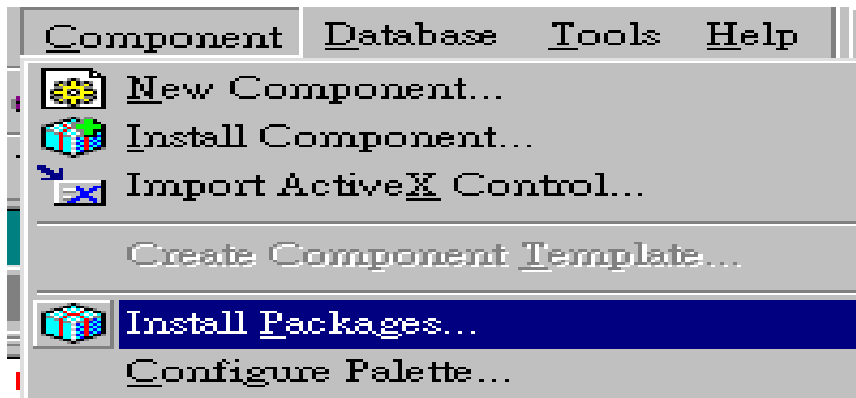 Component Database Tools Help
New Component...
Install Component...
Import ActiveX Control...
Create Component Template...
Install Packages...
Configure Palette...